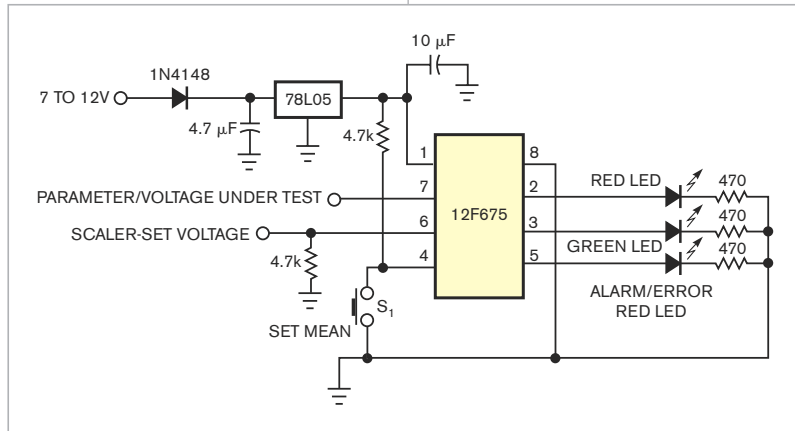 10 µF
1N4148
7 TO 12V
78L05
4.7 µF
4.7k
1
8
RED LED
470
2
PARAMETER/VOLTAGE UNDER TEST
7
12F675
470
3
SCALER-SET VOLTAGE
6
GREEN LED
470
4.7k
4
5
ALARM/ERROR
RED LED
S1
SET MEAN